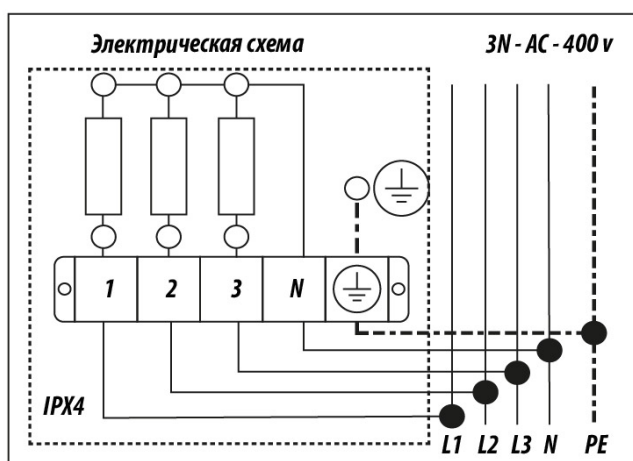 Электрическая схема
3N - AC - 400 v
1 2 3 N
IPX4
L1 L2 L3 N PE